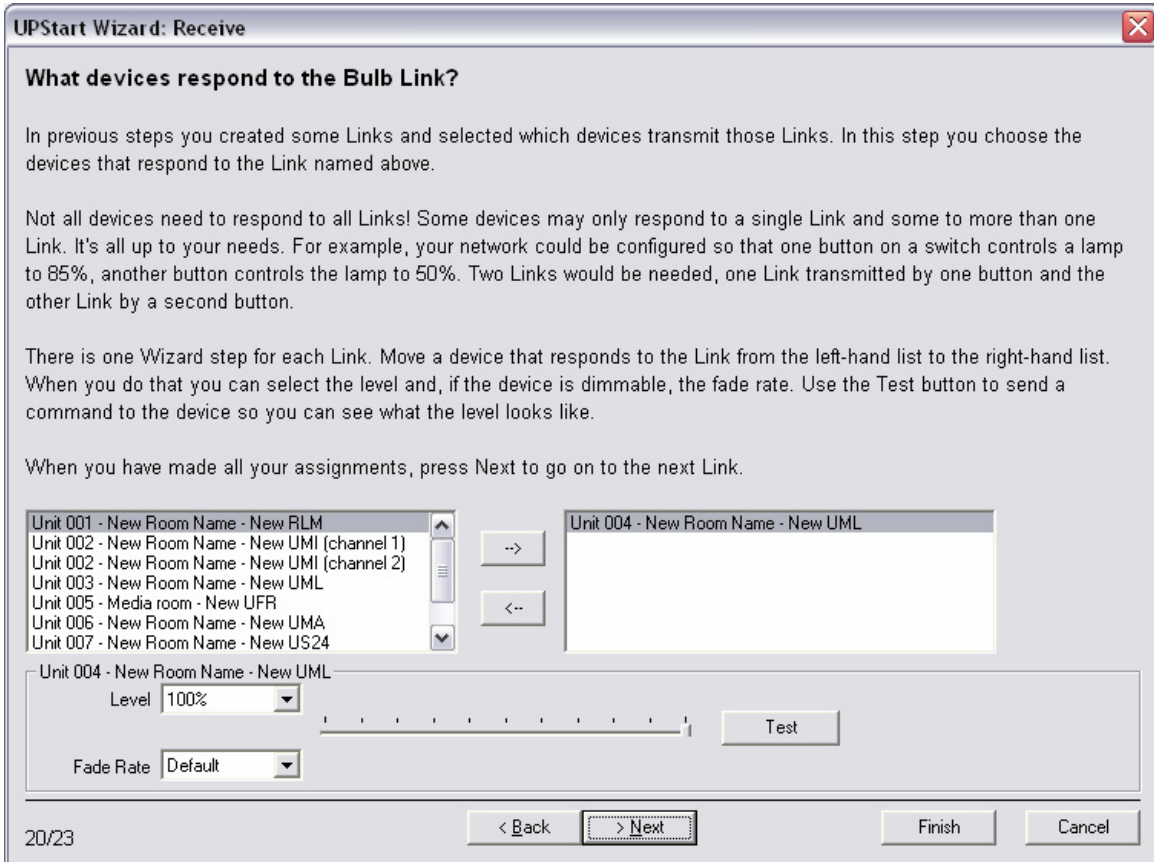 UPStart Wizard: Receive
What devices respond to the Bulb Link?
In previous steps you created some Links and selected which devices transmit those Links. In this step you choose the
devices that respond to the Link named above.
Not all devices need to respond to all Links! Some devices may only respond to a single Link and some to more than one
Link. It's all up to your needs. For example, your network could be configured so that one button on a switch controls a lamp
to 85%, another button controls the lamp to 50%. Two Links would be needed, one Link transmitted by one button and the
other Link by a second button.
There is one Wizard step for each Link. Move a device that responds to the Link from the left-hand list to the right-hand list.
When you do that you can select the level and, if the device is dimmable, the fade rate. Use the Test button to send a
command to the device so you can see what the level looks like.
When you have made all your assignments, press Next to go on to the next Link.
Unit 001 - New Room Name - New RLM
Unit 002 - New Room Name - New UMI (channel 1)
Unit 002 - New Room Name - New UMI (channel 2)
Unit 003 - New Room Name - New UML
Unit 005 - Media room - New UFR
Unit 006 - New Room Name - New UMA
Unit 007 - New Room Name - New US24
-->
<--
Unit 004 - New Room Name - New UML
Unit 004 - New Room Name - New UML
Level 100%
Test
Fade Rate Default
20/23
< Back
> Next
Finish
Cancel